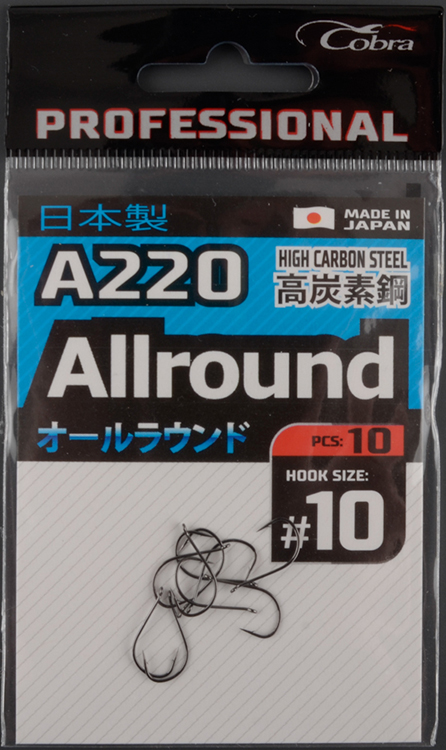 Cobra
PROFESSIONAL
日本製
MADE IN
JAPAN
A220
HIGH CARBON STEEL
高炭素鋼
Allround
オールラウンド
PCS: 10
HOOK SIZE:
#10